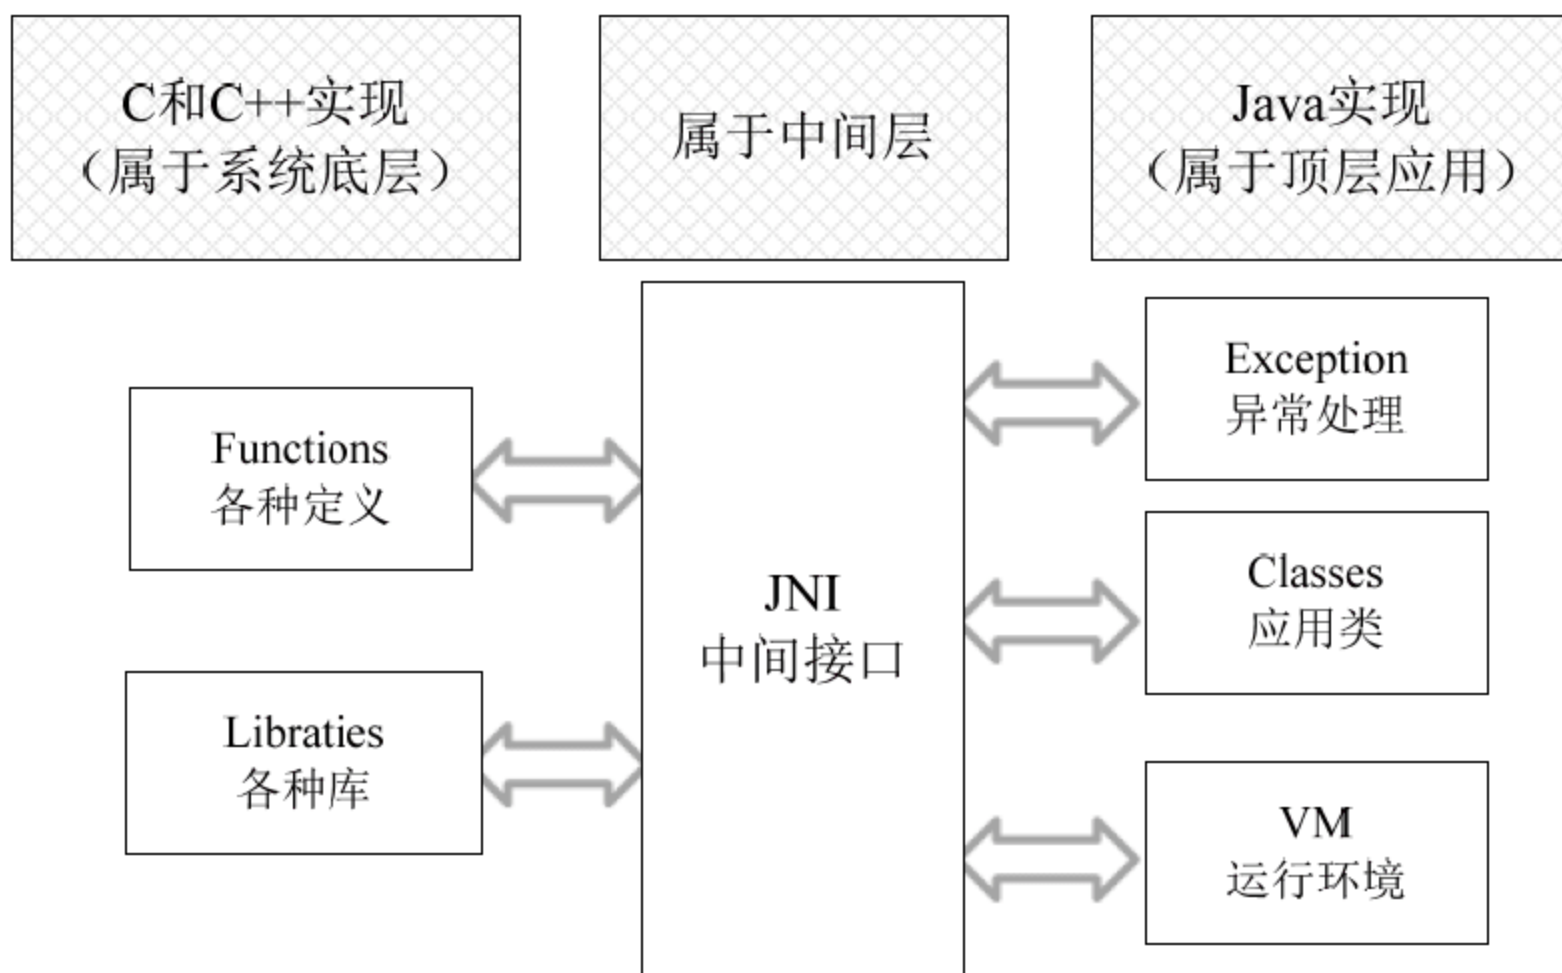 C和C++实现
（属于系统底层）
属于中间层
Java实现
（属于顶层应用）
Functions
各种定义
Libraties
各种库
JNI
中间接口
Exception
异常处理
Classes
应用类
VM
运行环境